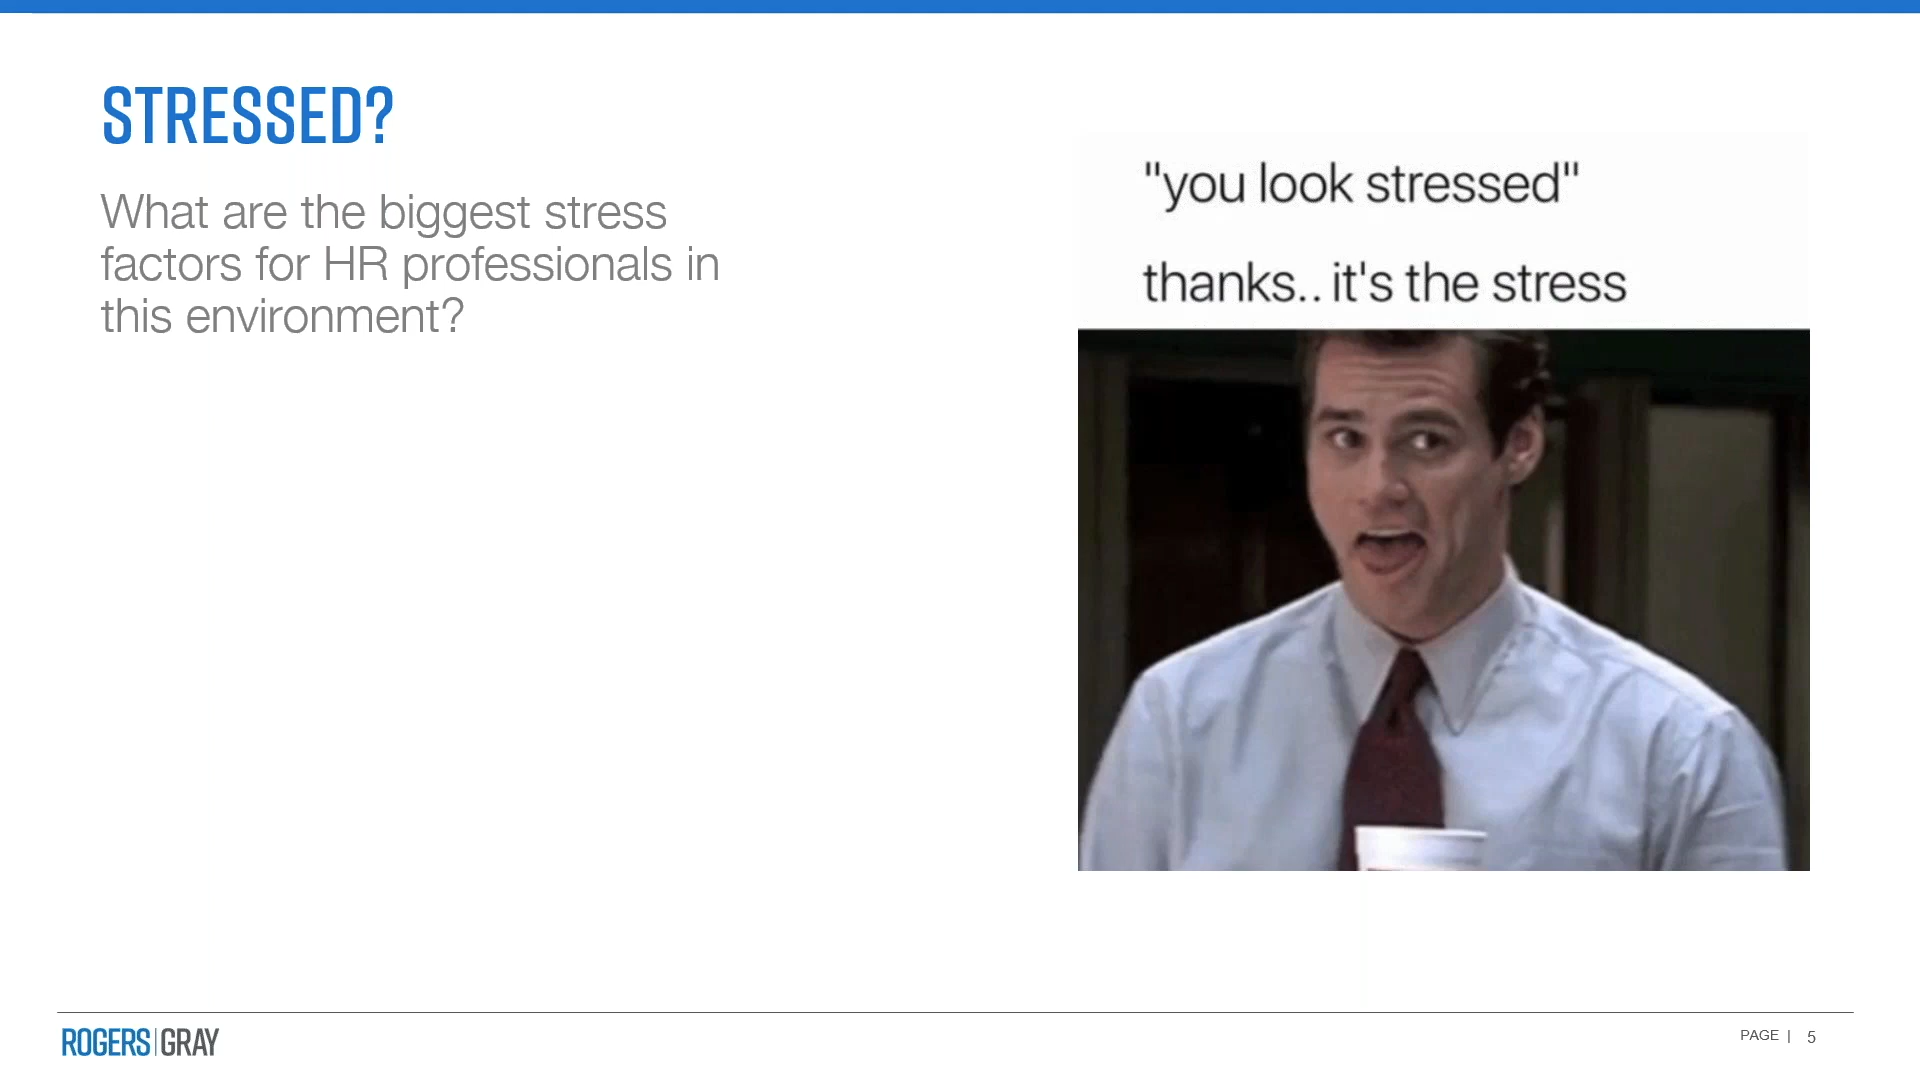 STRESSED?
What are the biggest stress
factors for HR professionals in
this environment?
"you look stressed"
thanks.. it's the stress
ROGERS|GRAY
PAGE | 5